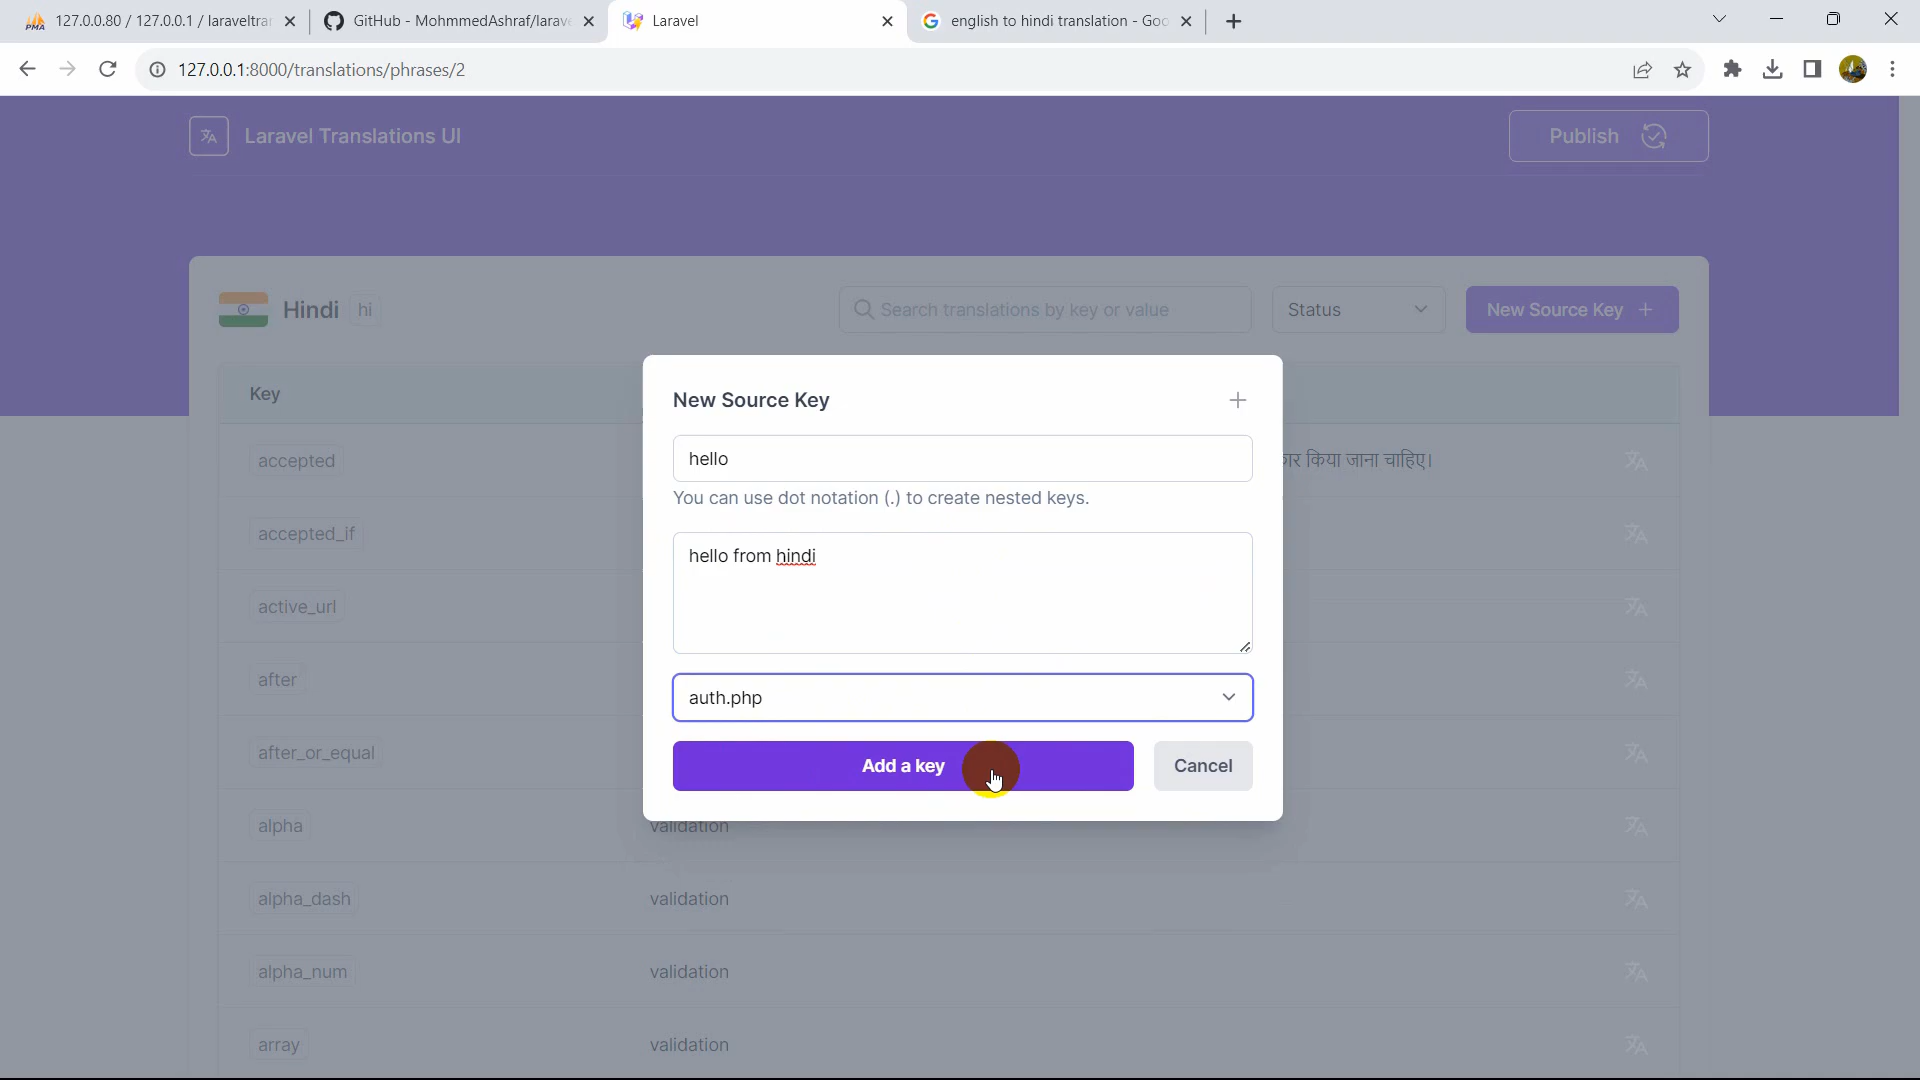 127.0.0.80 / 127.0.0.1 / laraveltra
GitHub - MohmmedAshraf/larave
Laravel
english to hindi translation - Goo
127.0.0.1:8000/translations/phrases/2
Laravel Translations UI
Publish
Hindi hi
Search translations by key or value
Status
New Source Key
Key
accepted
कार किया जाना चाहिए।
accepted_if
active_url
after
after_or_equal
alpha
validation
alpha_dash
validation
alpha_num
validation
array
validation
New Source Key
hello
You can use dot notation (.) to create nested keys.
hello from hindi
auth.php
Add a key
Cancel